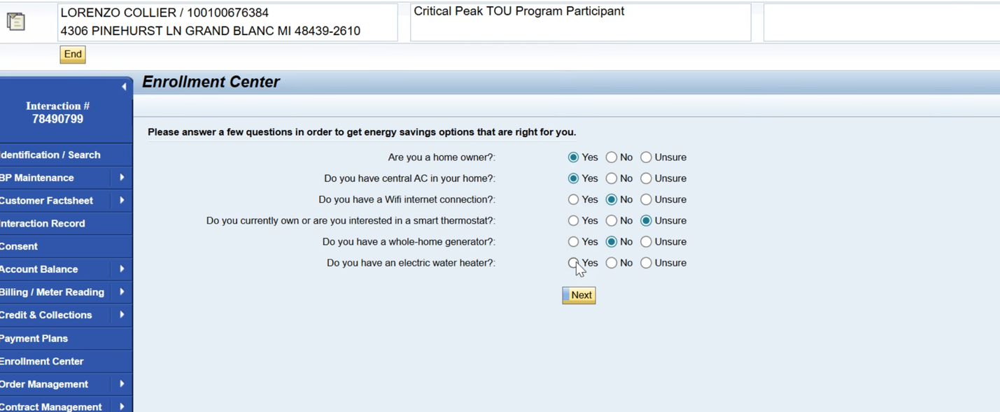 LORENZO COLLIER / 100100676384
4306 PINEHURST LN GRAND BLANC MI 48439-2610
Critical Peak TOU Program Participant
End
Enrollment Center
Interaction #
78490799
Identification / Search
BP Maintenance
Customer Factsheet
Interaction Record
Consent
Account Balance
Billing / Meter Reading
Credit & Collections
Payment Plans
Enrollment Center
Order Management
Contract Management
Please answer a few questions in order to get energy savings options that are right for you.
Are you a home owner?: Yes No Unsure
Do you have central AC in your home?: Yes No Unsure
Do you have a Wifi internet connection?: Yes No Unsure
Do you currently own or are you interested in a smart thermostat?: Yes No Unsure
Do you have a whole-home generator?: Yes No Unsure
Do you have an electric water heater?: Yes No Unsure
Next